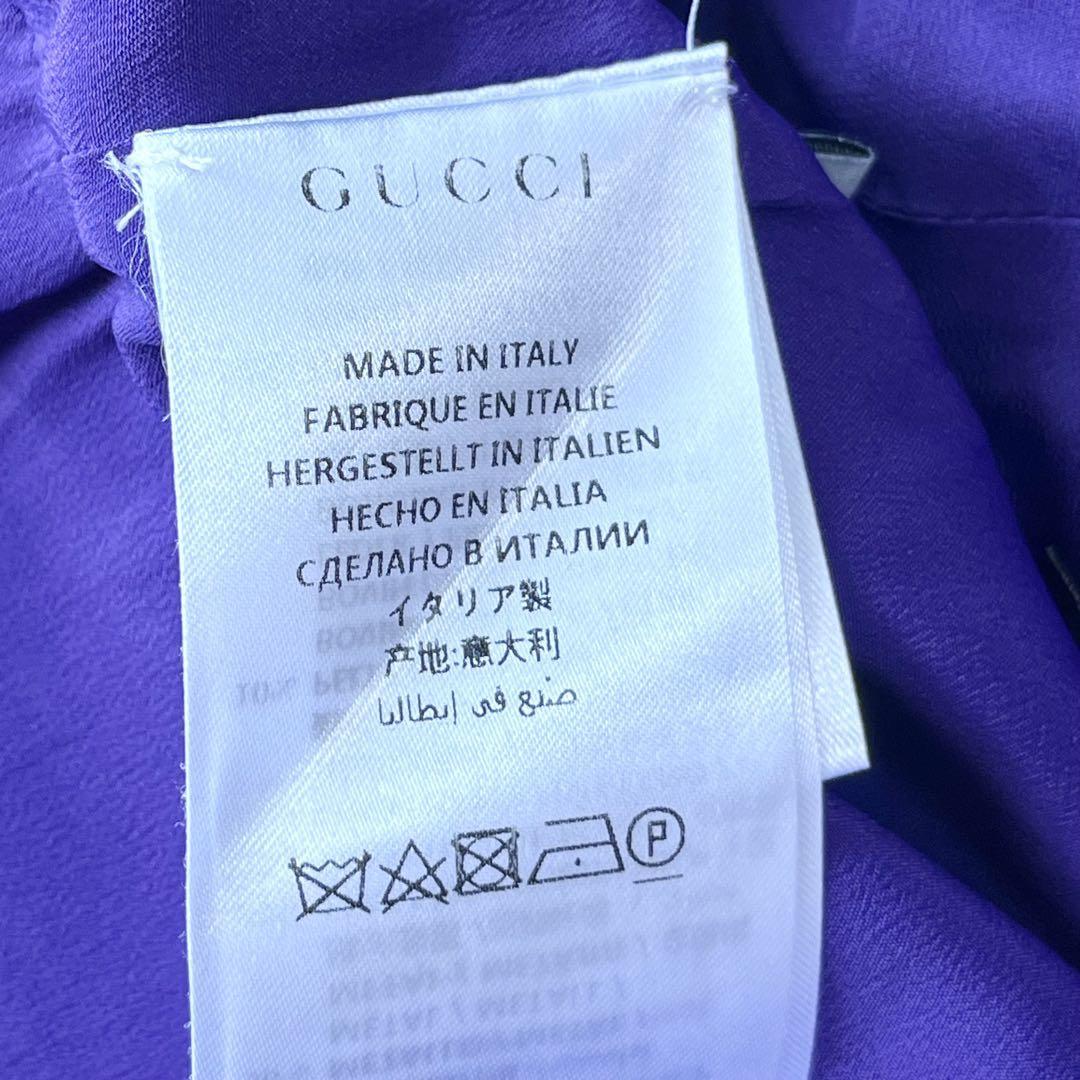 GUCCI
MADE IN ITALY
FABRIQUE EN ITALIE
HERGESTELLT IN ITALIEN
HECHO EN ITALIA
СДЕЛАНО В ИТАЛИИ
イタリア製
产地:意大利
صنع في إيطاليا
P